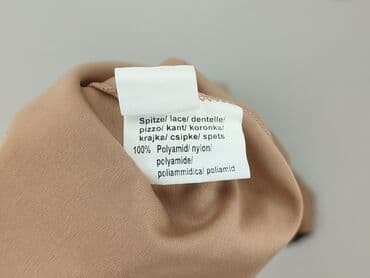 Spitze/ lace/ dentelle/
pizzo/ kant/ koronka/
krajka/ csipke/ spets
100% Polyamid/ nylon/
polyamide/
poliammidica/ poliamid